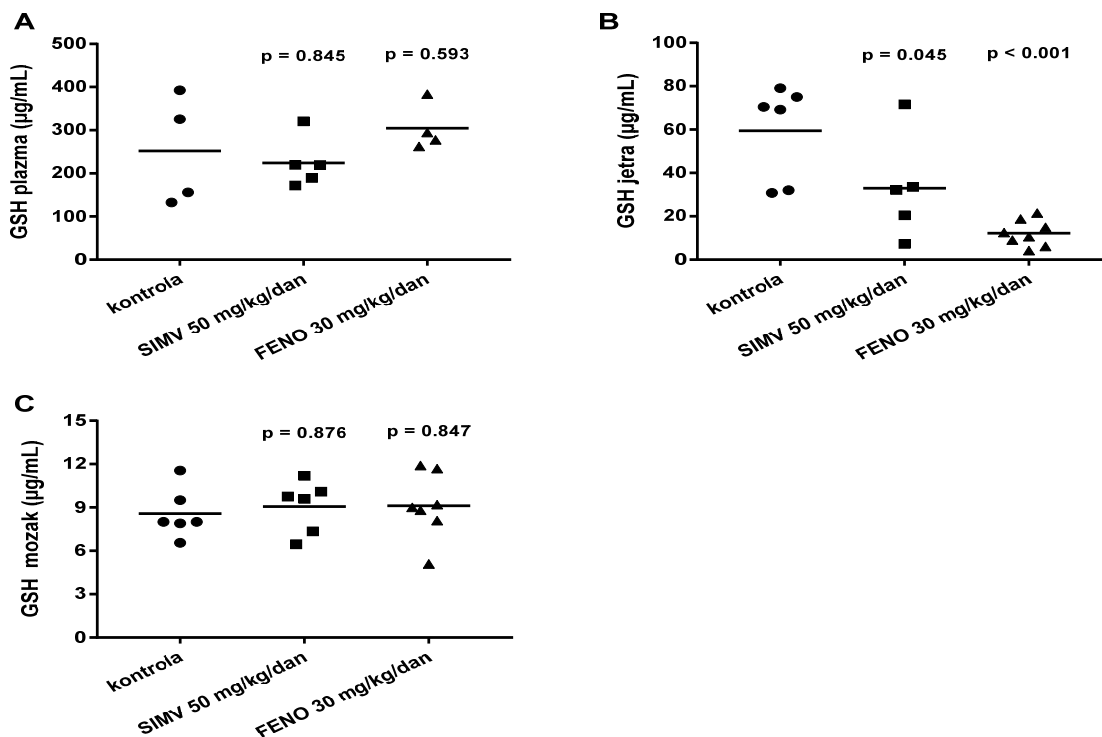 A
GSH plazma (µg/mL)
500
400
300
200
100
0
p = 0.845
p = 0.593
kontrola
SIMV 50 mg/kg/dan
FENO 30 mg/kg/dan
B
GSH jetra (µg/mL)
100
80
60
40
20
0
p = 0.045
p < 0.001
kontrola
SIMV 50 mg/kg/dan
FENO 30 mg/kg/dan
C
GSH mozak (µg/mL)
15
12
9
6
3
0
p = 0.876
p = 0.847
kontrola
SIMV 50 mg/kg/dan
FENO 30 mg/kg/dan